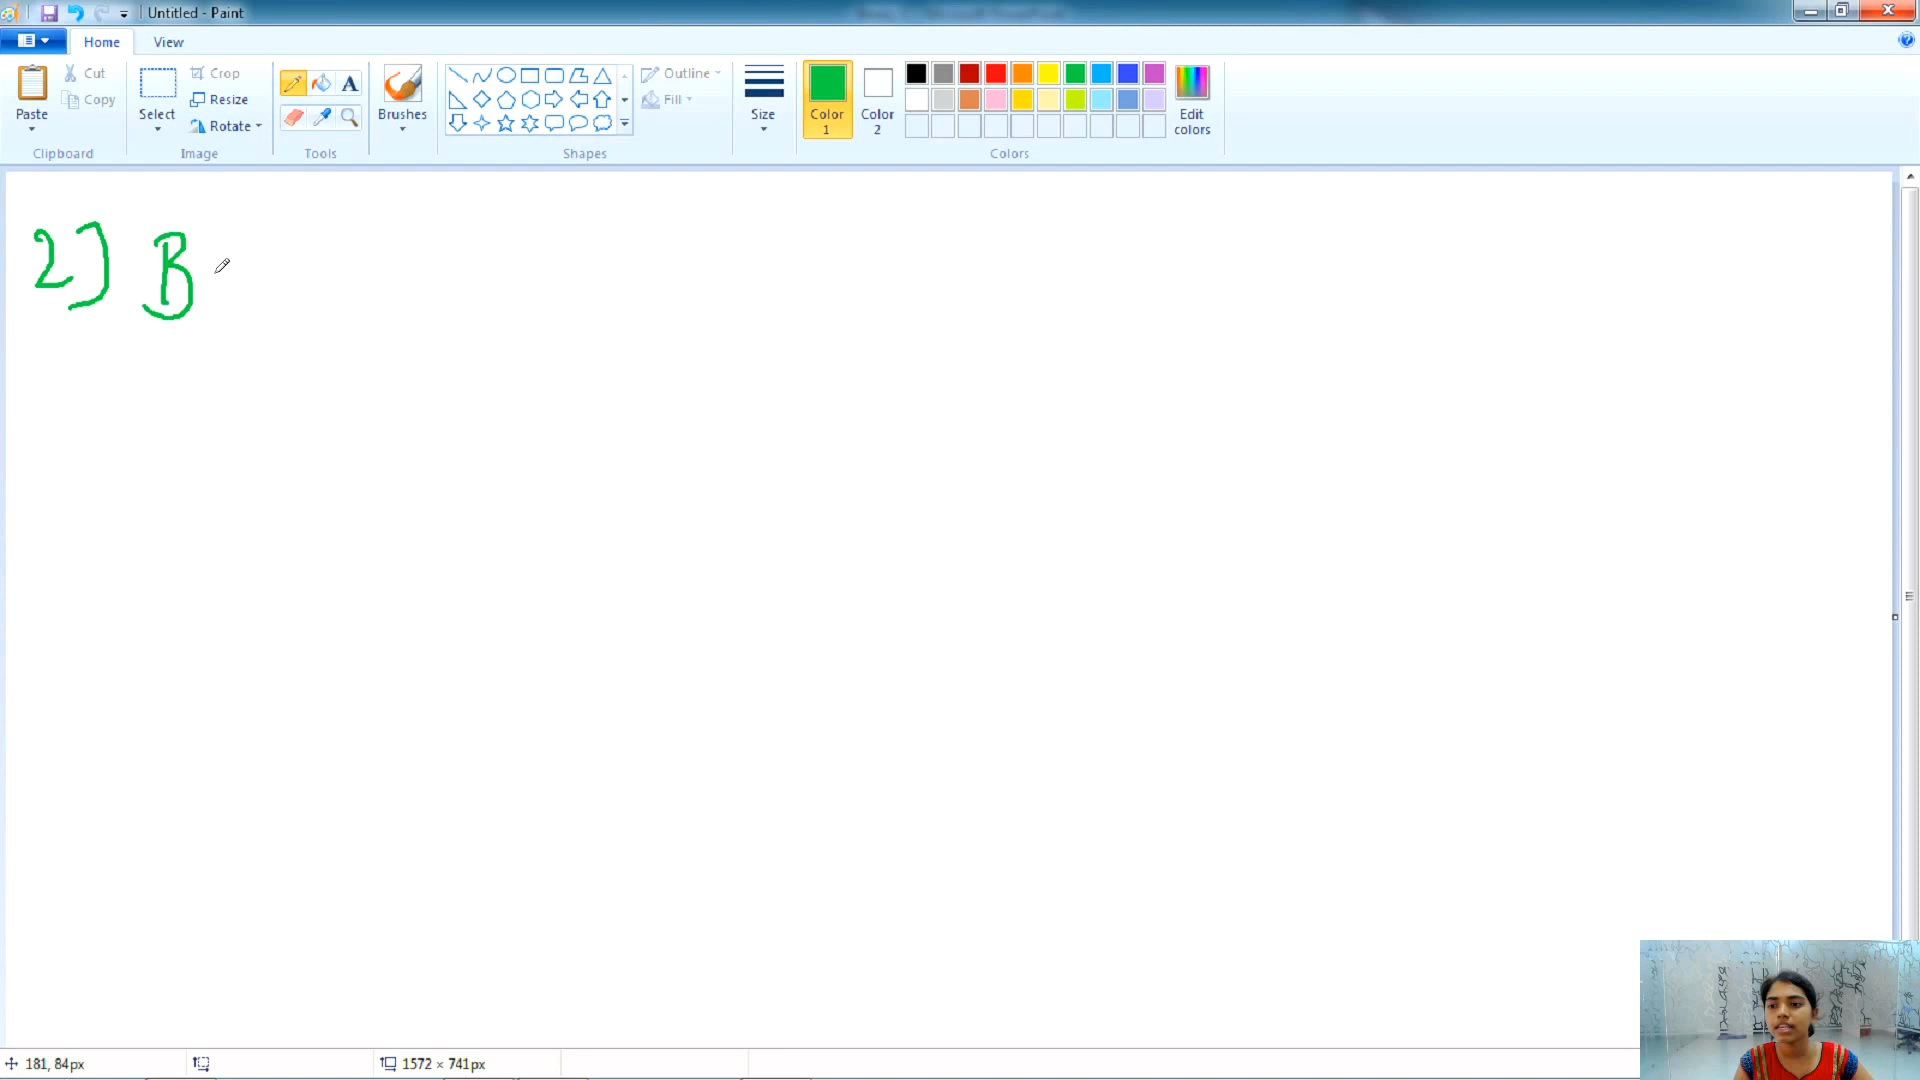 Untitled - Paint
Home View
Paste Cut Copy Clipboard
Select Crop Resize Rotate Image
Tools
Brushes
Shapes
Outline Fill
Size
Color 1 Color 2 Edit colors Colors
2) B
181, 84px 1572 × 741px